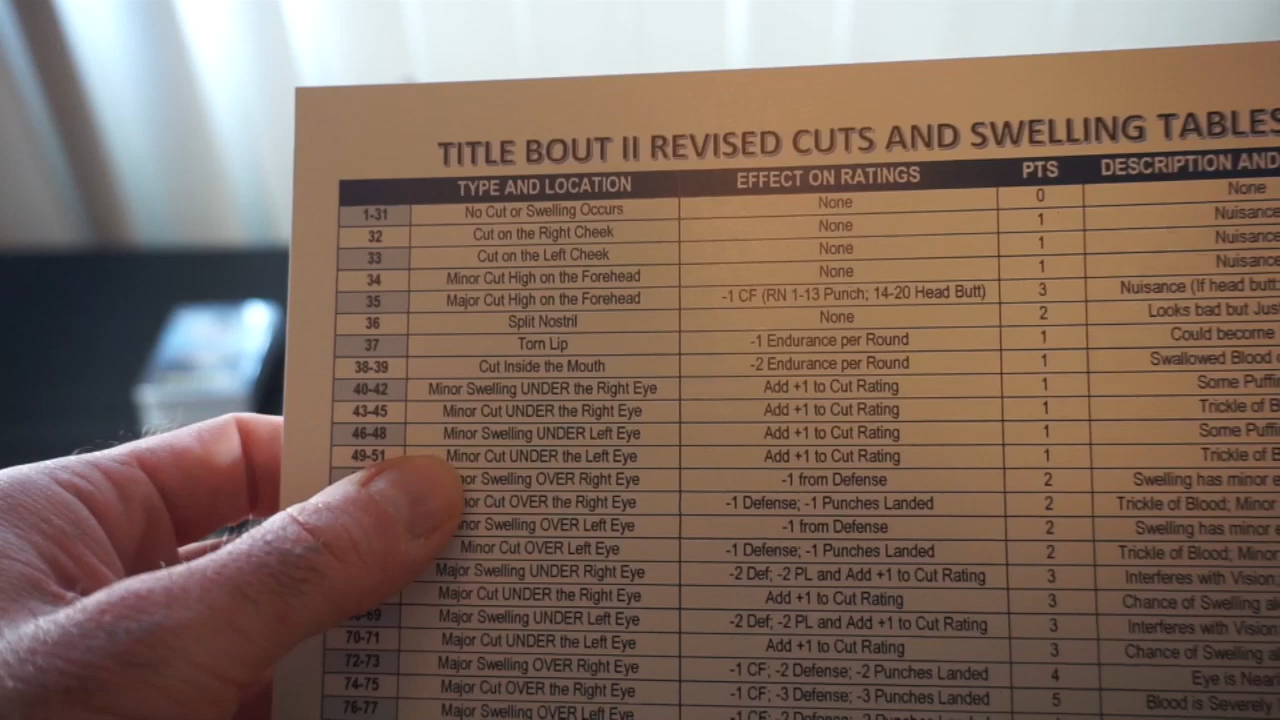 TITLE BOUT II REVISED CUTS AND SWELLING TABLES
TYPE AND LOCATION EFFECT ON RATINGS PTS DESCRIPTION AND
1-31 No Cut or Swelling Occurs None 0 None
32 Cut on the Right Cheek None 1 Nuisance
33 Cut on the Left Cheek None 1 Nuisance
34 Minor Cut High on the Forehead None 1 Nuisance
35 Major Cut High on the Forehead -1 CF (RN 1-13 Punch; 14-20 Head Butt) 3 Nuisance (If head butt
36 Split Nostril None 2 Looks bad but Jus
37 Torn Lip -1 Endurance per Round 1 Could become
38-39 Cut Inside the Mouth -2 Endurance per Round 1 Swallowed Blood
40-42 Minor Swelling UNDER the Right Eye Add +1 to Cut Rating 1 Some Puffi
43-45 Minor Cut UNDER the Right Eye Add +1 to Cut Rating 1 Trickle of B
46-48 Minor Swelling UNDER Left Eye Add +1 to Cut Rating 1 Some Puffi
49-51 Minor Cut UNDER the Left Eye Add +1 to Cut Rating 1 Trickle of B
nor Swelling OVER Right Eye -1 from Defense 2 Swelling has minor e
nor Cut OVER the Right Eye -1 Defense; -1 Punches Landed 2 Trickle of Blood; Minor
nor Swelling OVER Left Eye -1 from Defense 2 Swelling has minor
Minor Cut OVER Left Eye -1 Defense; -1 Punches Landed 2 Trickle of Blood; Minor
Major Swelling UNDER Right Eye -2 Def; -2 PL and Add +1 to Cut Rating 3 Interferes with Vision
Major Cut UNDER the Right Eye Add +1 to Cut Rating 3 Chance of Swelling al
-69 Major Swelling UNDER Left Eye -2 Def; -2 PL and Add +1 to Cut Rating 3 Interferes with Vision
70-71 Major Cut UNDER the Left Eye Add +1 to Cut Rating 3 Chance of Swelling al
72-73 Major Swelling OVER Right Eye -1 CF; -2 Defense; -2 Punches Landed 4 Eye is Near
74-75 Major Cut OVER the Right Eye -1 CF; -3 Defense; -3 Punches Landed 5 Blood is Severely
76-77 Major Swelling OVER Left Eye -1 CF; -2 Defense; -2 Punches Landed